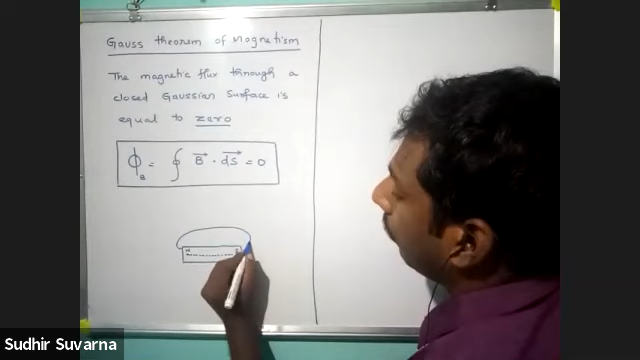 Gauss theorem of Magnetism
The magnetic flux through a
closed Gaussian Surface is
equal to zero
ϕ_B = ∮ B⃗ · dS⃗ = 0
N
Sudhir Suvarna